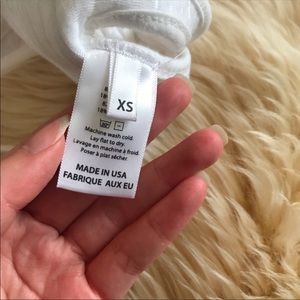 XS
Machine wash cold.
Lay flat to dry.
Lavage en machine à froid.
Poser à plat sécher.
MADE IN USA
FABRIQUE AUX EU